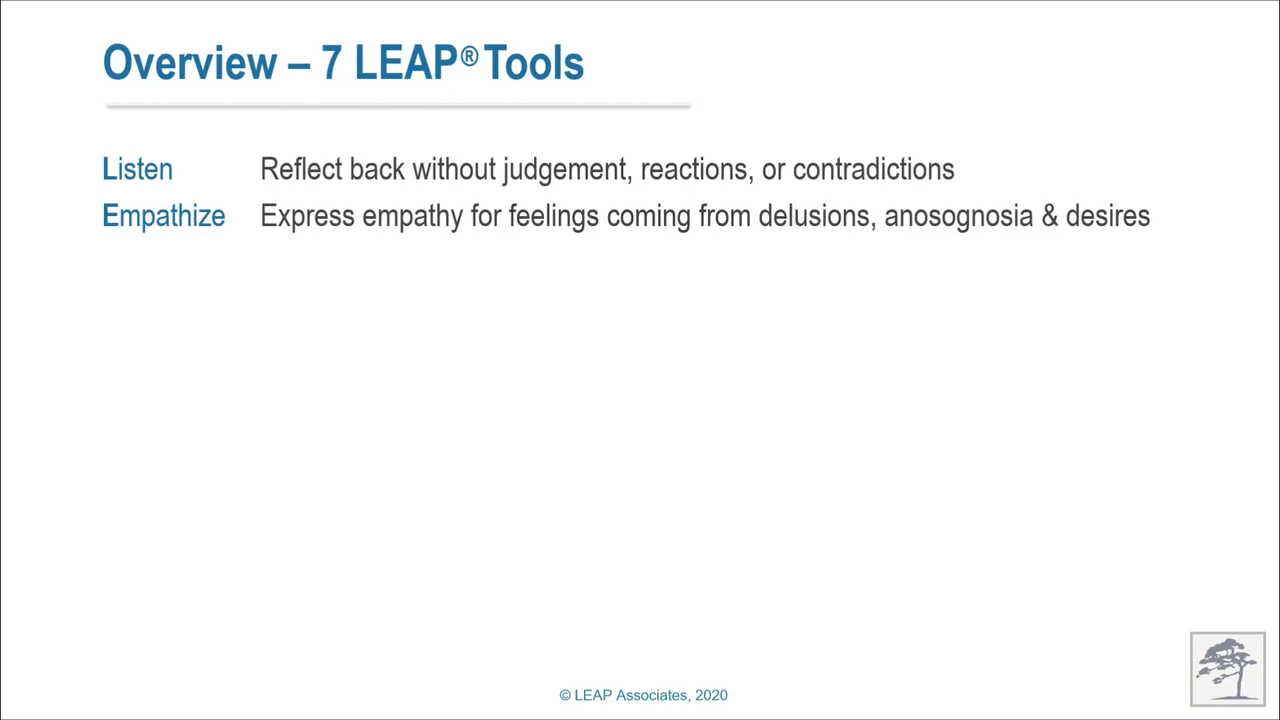 Overview – 7 LEAP® Tools
Listen Reflect back without judgement, reactions, or contradictions
Empathize Express empathy for feelings coming from delusions, anosognosia & desires
© LEAP Associates, 2020